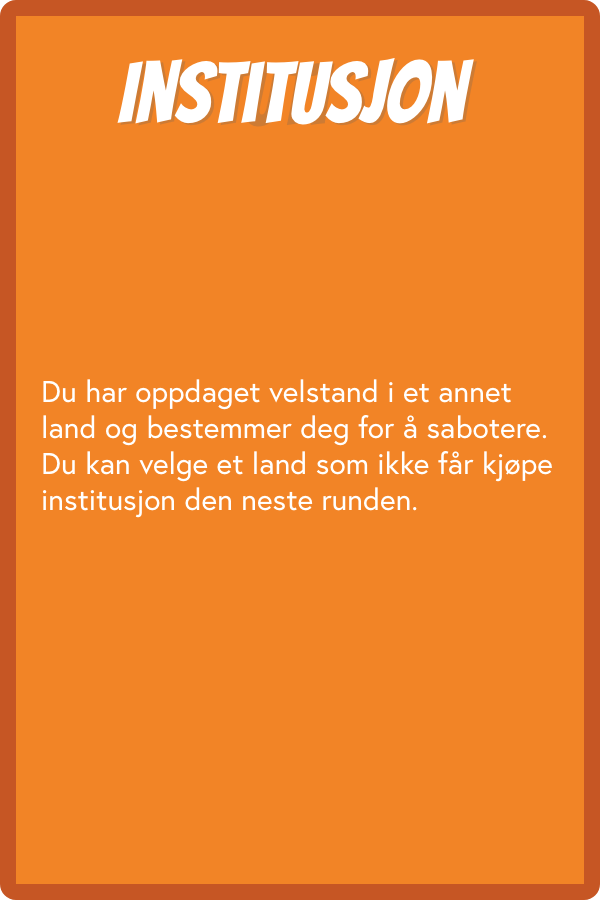 INSTITUSJON
Du har oppdaget velstand i et annet
land og bestemmer deg for å sabotere.
Du kan velge et land som ikke får kjøpe
institusjon den neste runden.